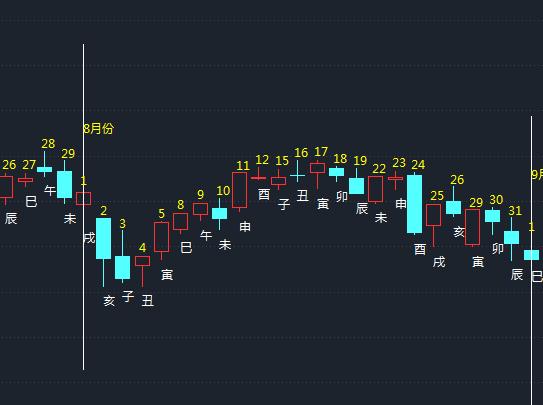 8月份
9月
26 27 28 29 1 2 3 4 5 8 9 10 11 12 15 16 17 18 19 22 23 24 25 26 29 30 31 1
辰 巳 午 未 戌 亥 子 丑 寅 巳 午 未 申 酉 子 丑 寅 卯 辰 未 申 酉 戌 亥 寅 卯 辰 巳